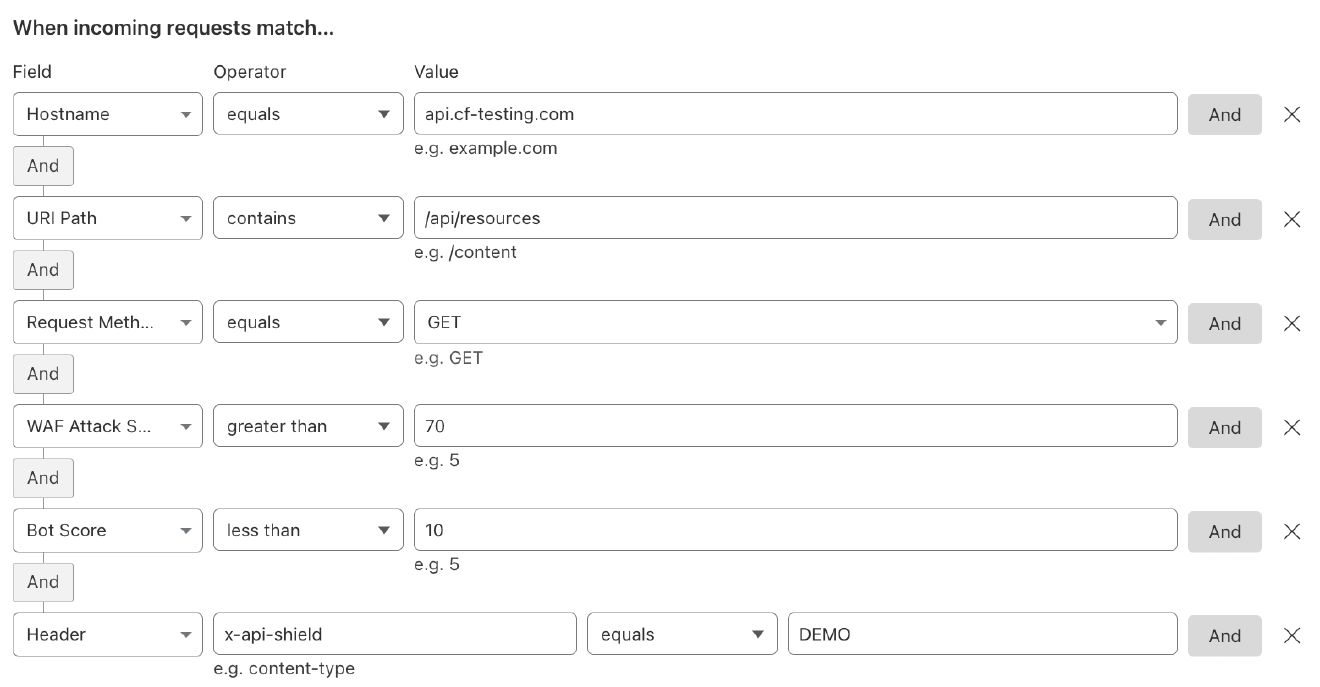 When incoming requests match...
Field Operator Value
Hostname equals api.cf-testing.com And
e.g. example.com
And
URI Path contains /api/resources And
e.g. /content
And
Request Meth... equals GET And
e.g. GET
And
WAF Attack S... greater than 70 And
e.g. 5
And
Bot Score less than 10 And
e.g. 5
And
Header x-api-shield equals DEMO And
e.g. content-type